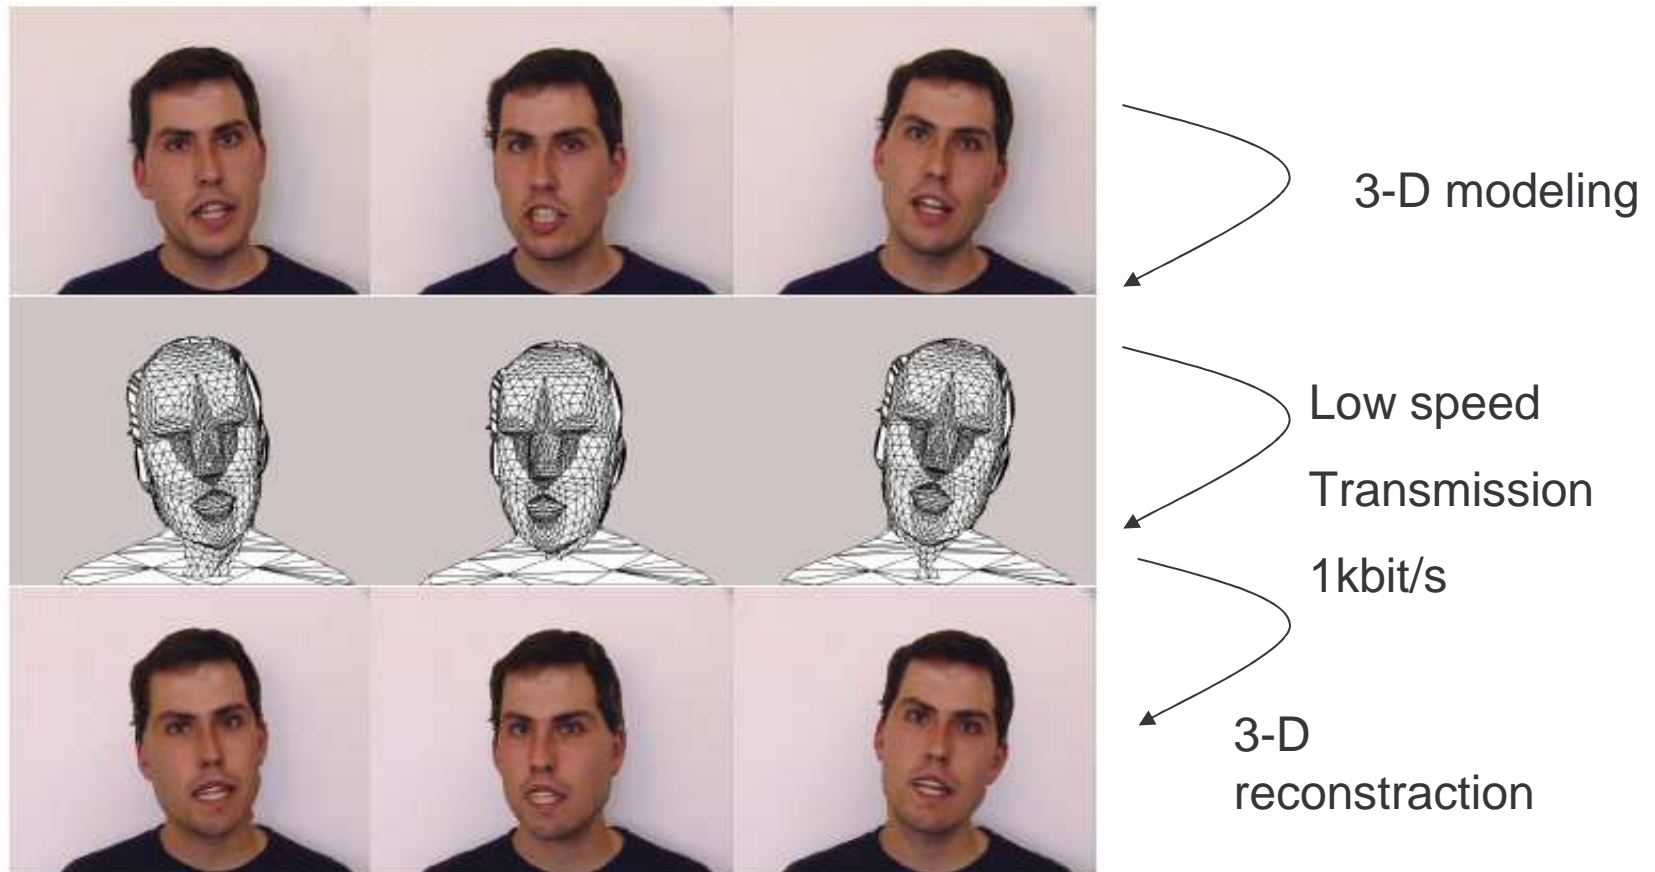 3-D modeling
Low speed
Transmission
1kbit/s
3-D
reconstraction